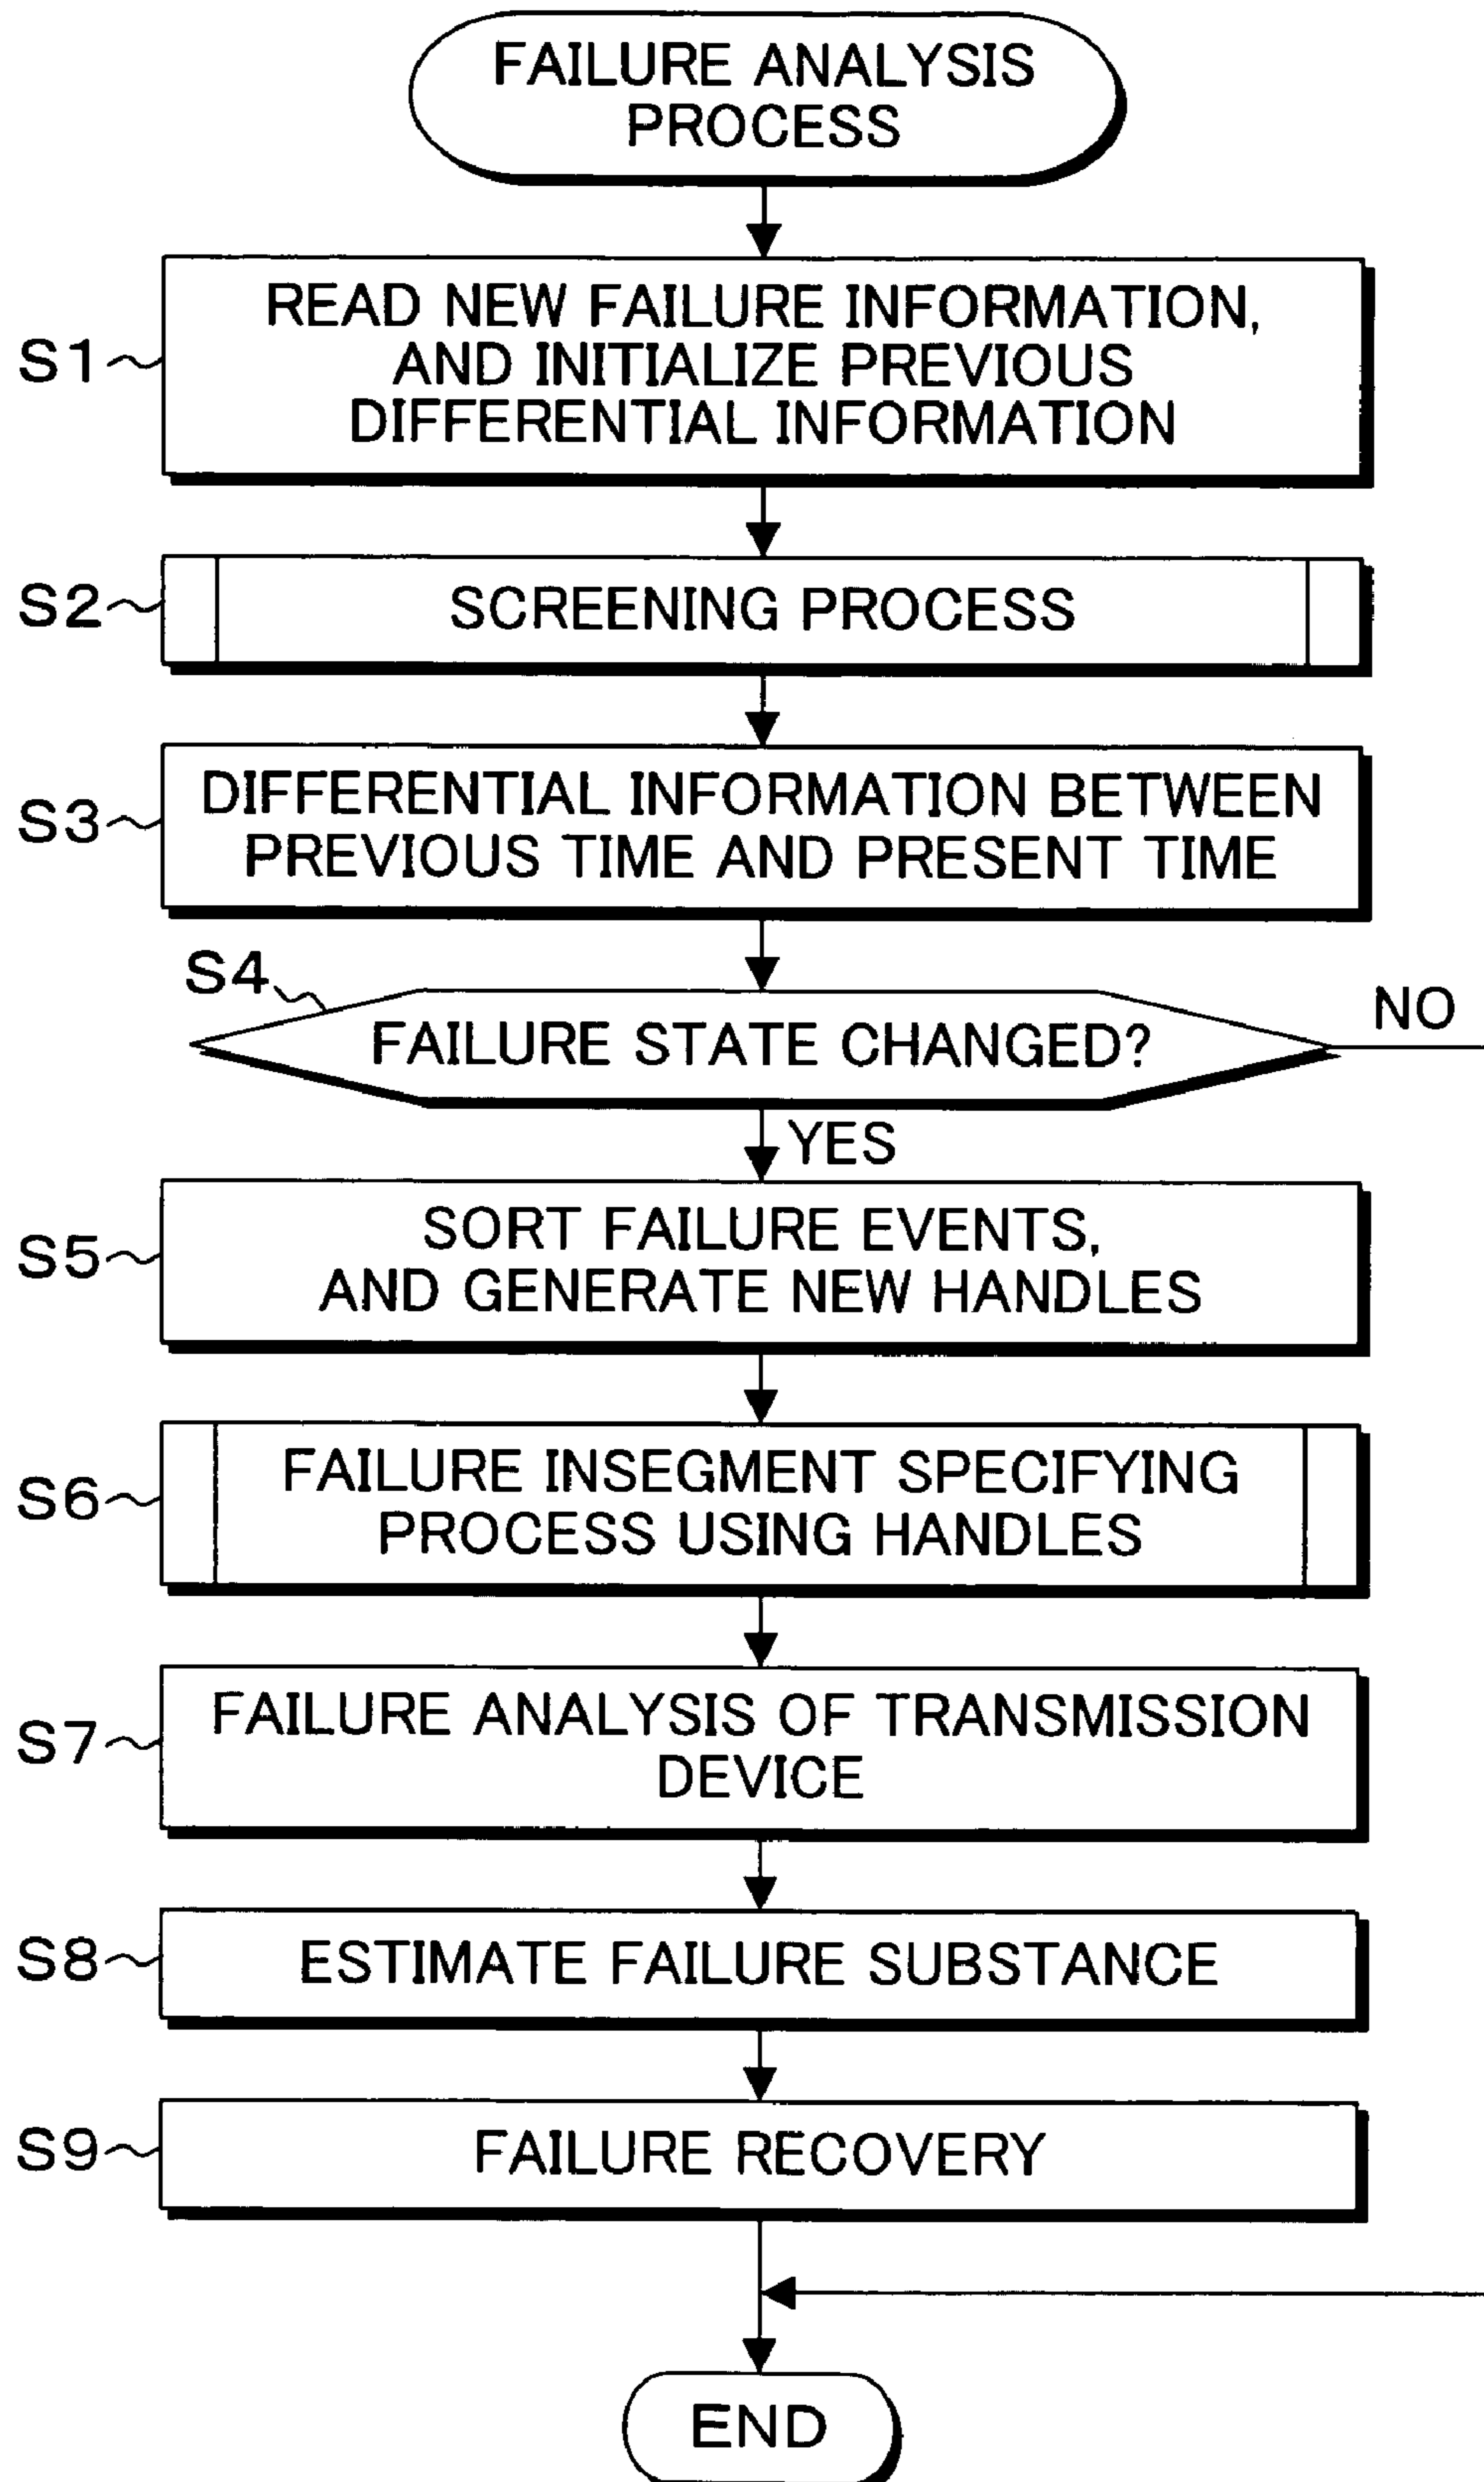 FAILURE ANALYSIS
PROCESS
S1
READ NEW FAILURE INFORMATION,
AND INITIALIZE PREVIOUS
DIFFERENTIAL INFORMATION
S2
SCREENING PROCESS
S3
DIFFERENTIAL INFORMATION BETWEEN
PREVIOUS TIME AND PRESENT TIME
S4
FAILURE STATE CHANGED?
NO
YES
S5
SORT FAILURE EVENTS,
AND GENERATE NEW HANDLES
S6
FAILURE INSEGMENT SPECIFYING
PROCESS USING HANDLES
S7
FAILURE ANALYSIS OF TRANSMISSION
DEVICE
S8
ESTIMATE FAILURE SUBSTANCE
S9
FAILURE RECOVERY
END